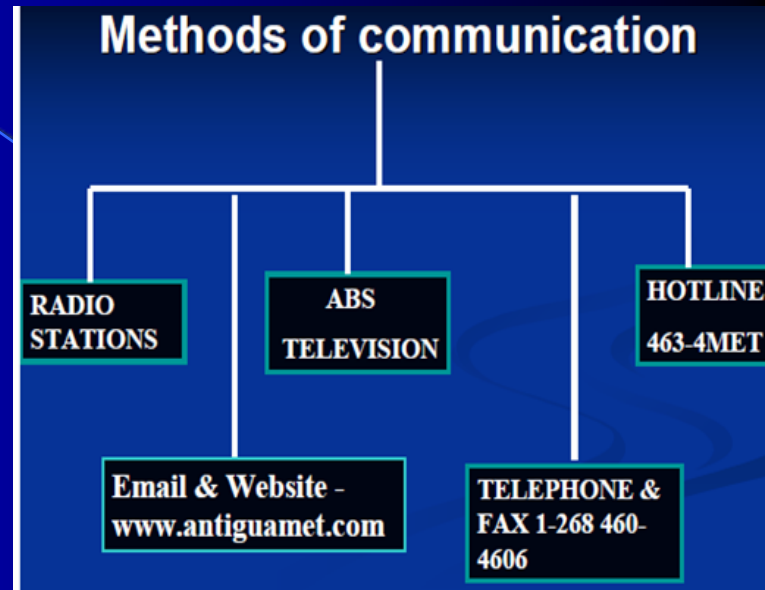 Methods of communication
RADIO
STATIONS
ABS
TELEVISION
HOTLINE
463-4MET
Email & Website -
www.antiguamet.com
TELEPHONE &
FAX 1-268 460-
4606